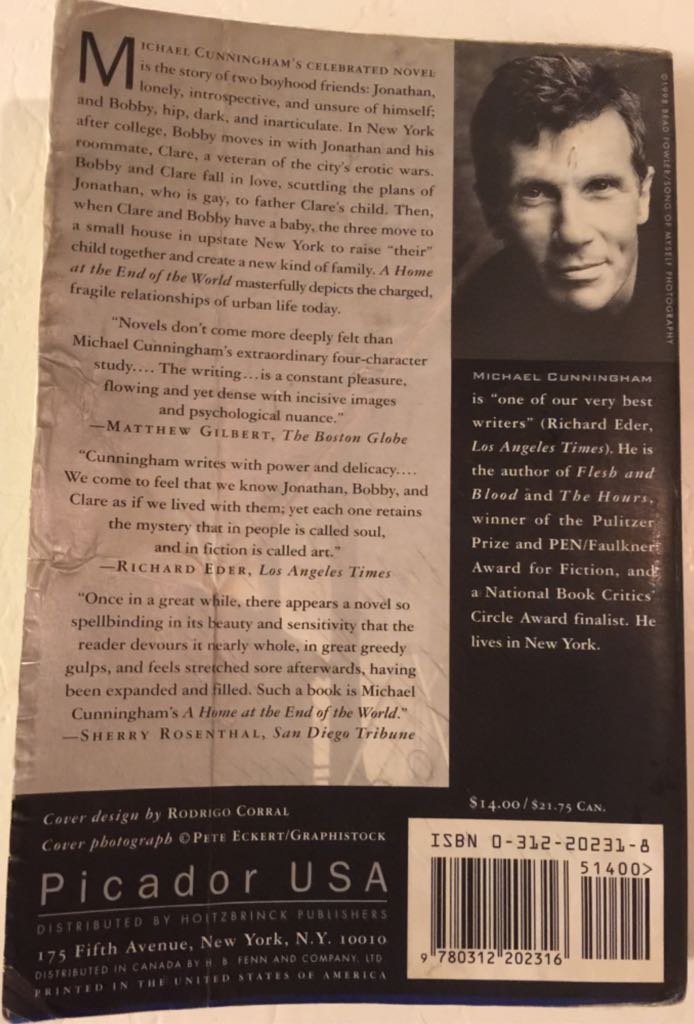 MICHAEL CUNNINGHAM'S CELEBRATED NOVEL
is the story of two boyhood friends: Jonathan,
lonely, introspective, and unsure of himself;
and Bobby, hip, dark, and inarticulate. In New York
after college, Bobby moves in with Jonathan and his
roommate, Clare, a veteran of the city's erotic wars.
Bobby and Clare fall in love, scuttling the plans of
Jonathan, who is gay, to father Clare's child. Then,
when Clare and Bobby have a baby, the three move to
a small house in upstate New York to raise "their"
child together and create a new kind of family. A Home
at the End of the World masterfully depicts the charged,
fragile relationships of urban life today.
"Novels don't come more deeply felt than
Michael Cunningham's extraordinary four-character
study.... The writing...is a constant pleasure,
flowing and yet dense with incisive images
and psychological nuance."
—MATTHEW GILBERT, The Boston Globe
"Cunningham writes with power and delicacy....
We come to feel that we know Jonathan, Bobby, and
Clare as if we lived with them; yet each one retains
the mystery that in people is called soul,
and in fiction is called art."
—RICHARD EDER, Los Angeles Times
"Once in a great while, there appears a novel so
spellbinding in its beauty and sensitivity that the
reader devours it nearly whole, in great greedy
gulps, and feels stretched sore afterwards, having
been expanded and filled. Such a book is Michael
Cunningham's A Home at the End of the World."
—SHERRY ROSENTHAL, San Diego Tribune
©1998 BRAD FOWLER/SONG OF MYSELF PHOTOGRAPHY
MICHAEL CUNNINGHAM
is "one of our very best
writers" (Richard Eder,
Los Angeles Times). He is
the author of Flesh and
Blood and The Hours,
winner of the Pulitzer
Prize and PEN/Faulkner
Award for Fiction, and
a National Book Critics'
Circle Award finalist. He
lives in New York.
$14.00/$21.75 CAN.
Cover design by RODRIGO CORRAL
Cover photograph © PETE ECKERT/GRAPHISTOCK
Picador USA
DISTRIBUTED BY HOLTZBRINCK PUBLISHERS
175 FIFTH AVENUE, NEW YORK, N.Y. 10010
DISTRIBUTED IN CANADA BY H. B. FENN AND COMPANY, LTD.
PRINTED IN THE UNITED STATES OF AMERICA
ISBN 0-312-20231-8
51400>
9 780312 202316